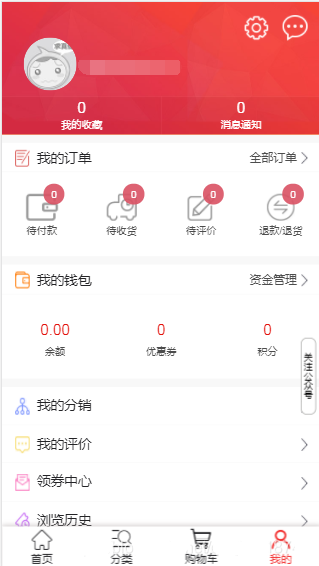 0
0
我的收藏
消息通知
我的订单
全部订单
0
0
0
0
待付款
待收货
待评价
退款/退货
我的钱包
资金管理
0.00
0
0
余额
优惠券
积分
关注公众号
我的分销
我的评价
领券中心
浏览历史
首页
分类
购物车
我的